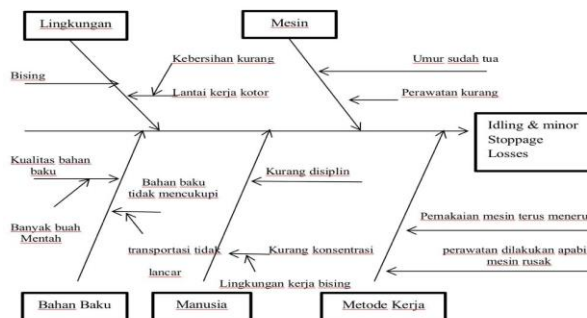 Lingkungan
Mesin
Kebersihan kurang
Umur sudah tua
Bising
Lantai kerja kotor
Perawatan kurang
Idling & minor
Stoppage
Losses
Kualitas bahan
baku
Bahan baku
tidak mencukupi
Kurang disiplin
Banyak buah
Mentah
Pemakaian mesin terus meneru
transportasi tidak
lancar
Kurang konsentrasi
perawatan dilakukan apabi
mesin rusak
Lingkungan kerja bising
Bahan Baku
Manusia
Metode Kerja